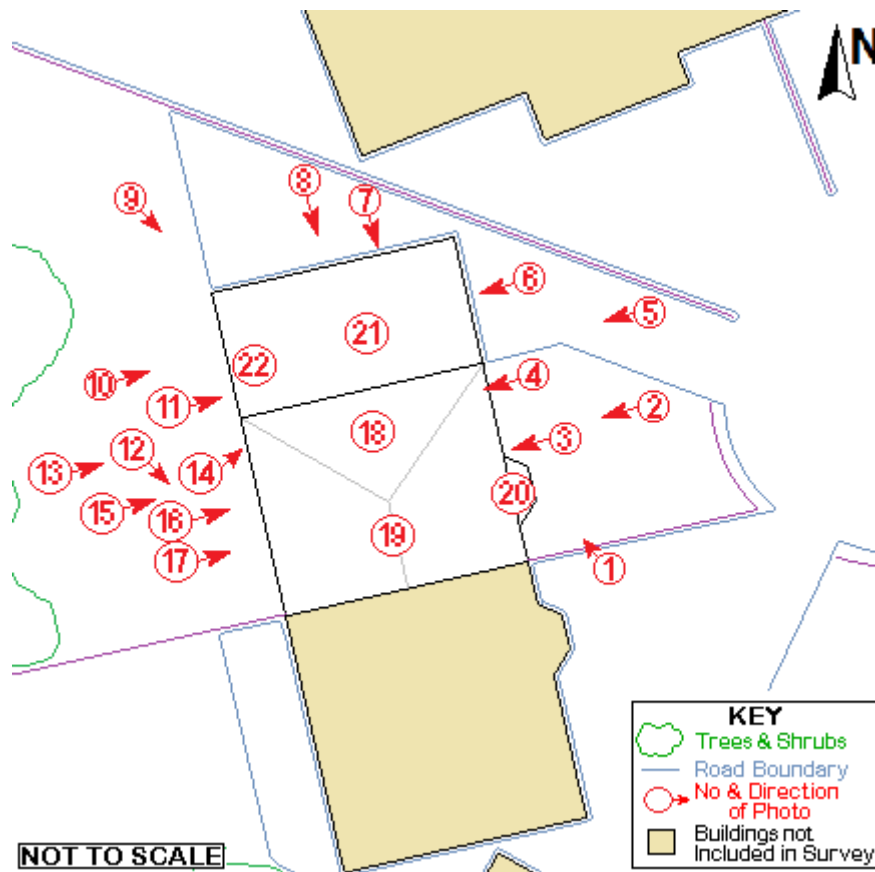 N
8
9
7
6
5
21
22
10
4
11
2
18
3
12
13
14
20
15
16
19
17
1
KEY
Trees & Shrubs
Road Boundary
No & Direction
of Photo
Buildings not
Included in Survey
NOT TO SCALE